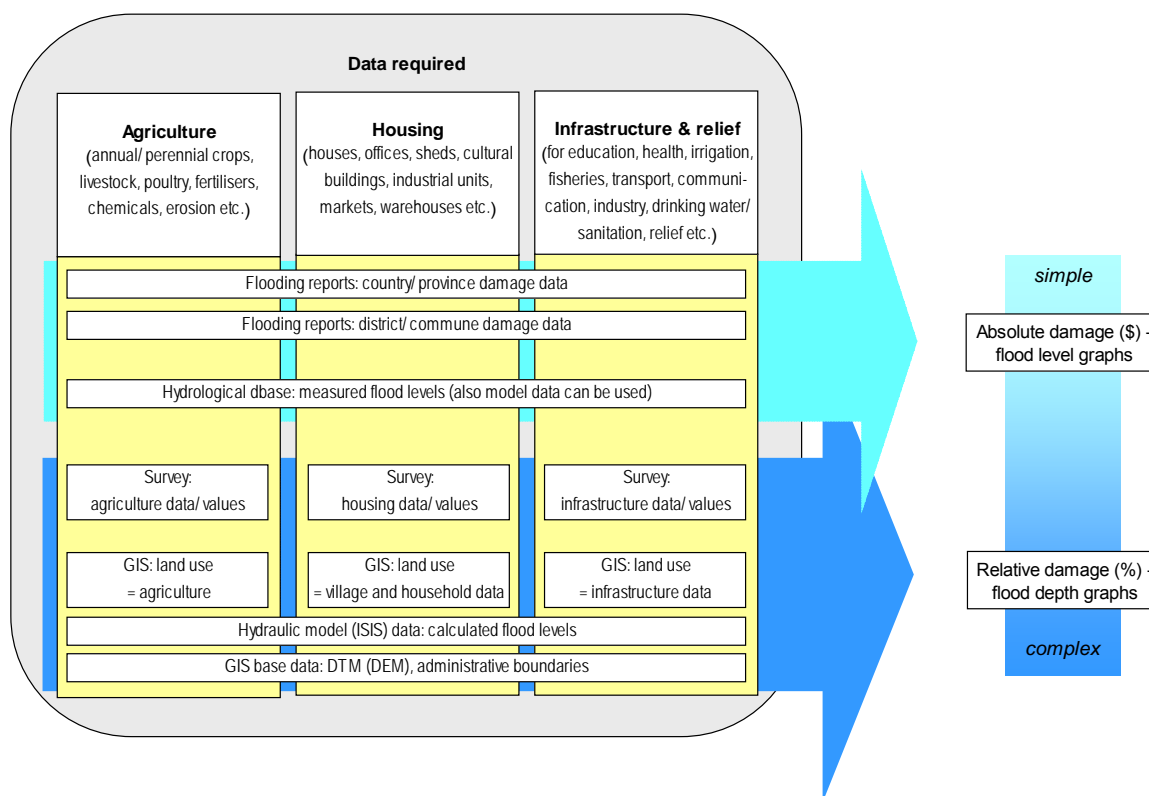 Data required
Agriculture
(annual/ perennial crops,
livestock, poultry, fertilisers,
chemicals, erosion etc.)
Housing
(houses, offices, sheds, cultural
buildings, industrial units,
markets, warehouses etc.)
Infrastructure & relief
(for education, health, irrigation,
fisheries, transport, communi-
cation, industry, drinking water/
sanitation, relief etc.)
Flooding reports: country/ province damage data
Flooding reports: district/ commune damage data
Hydrological dbase: measured flood levels (also model data can be used)
Survey:
agriculture data/ values
Survey:
housing data/ values
Survey:
infrastructure data/ values
GIS: land use
= agriculture
GIS: land use
= village and household data
GIS: land use
= infrastructure data
Hydraulic model (ISIS) data: calculated flood levels
GIS base data: DTM (DEM), administrative boundaries
simple
Absolute damage ($) -
flood level graphs
Relative damage (%) -
flood depth graphs
complex